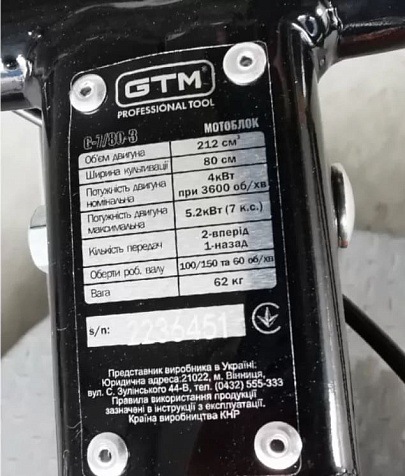 GTM
PROFESSIONAL TOOL
G-7/80-3 МОТОБЛОК
Об'єм двигуна 212 см³
Ширина культивації 80 см
Потужність двигуна номінальна 4кВт при 3600 об/хв
Потужність двигуна максимальна 5.2кВт (7 к.с.)
Кількість передач 2-вперід 1-назад
Оберти роб. валу 100/150 та 60 об/хв
Вага 62 кг
s/n: 2236451
Представник виробника в Україні:
Юридична адреса:21022, м. Вінниця,
вул. С. Зулінського 44-В, тел. (0432) 555-333
Правила використання продукції
зазначені в інструкції з експлуатації.
Країна виробництва КНР